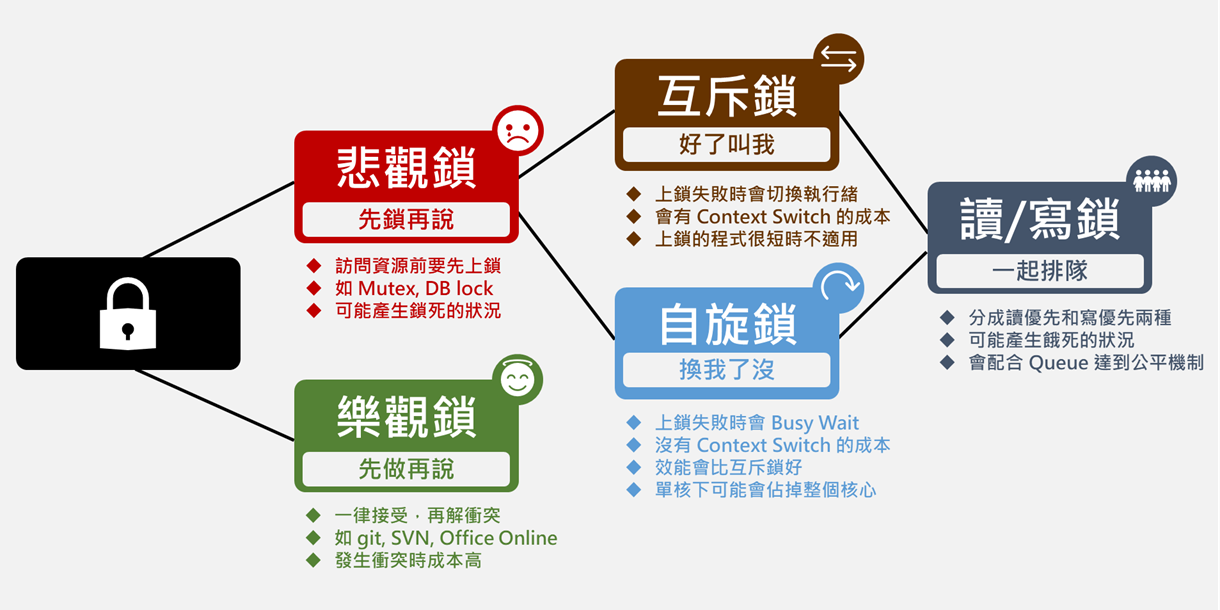 悲觀鎖
先鎖再說
◆ 訪問資源前要先上鎖
◆ 如 Mutex, DB lock
◆ 可能產生鎖死的狀況
樂觀鎖
先做再說
◆ 一律接受，再解衝突
◆ 如 git, SVN, Office Online
◆ 發生衝突時成本高
互斥鎖
好了叫我
◆ 上鎖失敗時會切換執行緒
◆ 會有 Context Switch 的成本
◆ 上鎖的程式很短時不適用
自旋鎖
換我了沒
◆ 上鎖失敗時會 Busy Wait
◆ 沒有 Context Switch 的成本
◆ 效能會比互斥鎖好
◆ 單核下可能會佔掉整個核心
讀/寫鎖
一起排隊
◆ 分成讀優先和寫優先兩種
◆ 可能產生餓死的狀況
◆ 會配合 Queue 達到公平機制